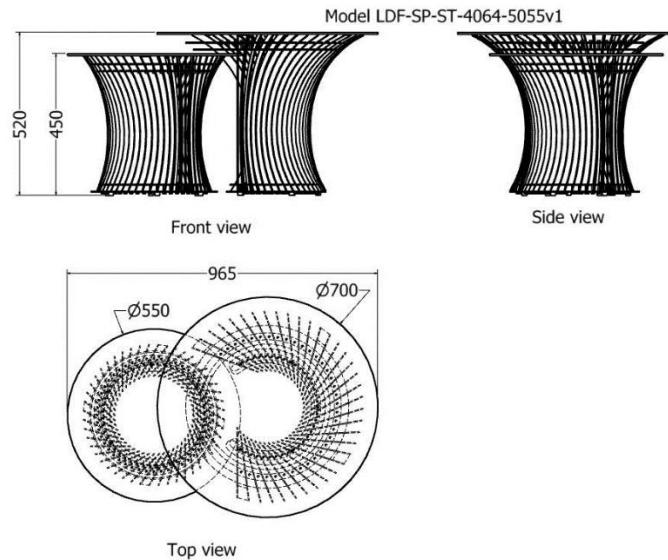 Model LDF-SP-ST-4064-5055v1
520
450
Front view
Side view
965
Ø550
Ø700
Top view